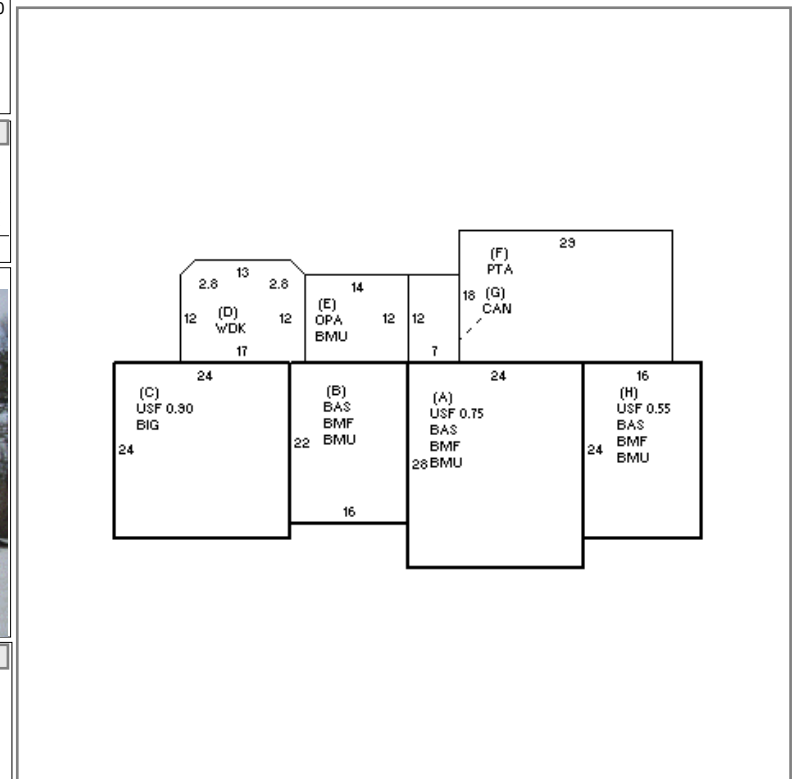 29
(F)
PTA
18 (G)
CAN
13
2.8 2.8
(D)
12 WDK 12
17
14
(E)
OPA 12
BMU
12
7
24
(C)
USF 0.90
BIG
24
(B)
BAS
BMF
22 BMU
16
24
(A)
USF 0.75
BAS
BMF
28 BMU
16
(H)
USF 0.55
BAS
24 BMF
BMU